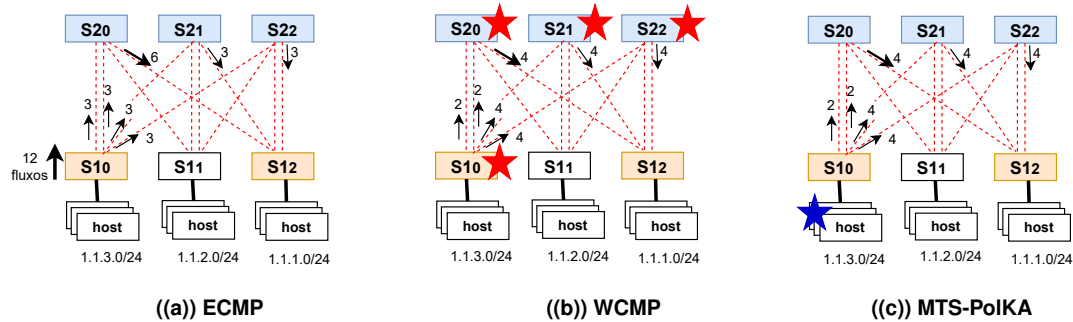 S20 S21 S22
6 3 3
3 3 3 3
12
fluxos
S10 S11 S12
host host host
1.1.3.0/24 1.1.2.0/24 1.1.1.0/24
((a)) ECMP
S20 S21 S22
4 4 4
2 2 4 4
S10 S11 S12
host host host
1.1.3.0/24 1.1.2.0/24 1.1.1.0/24
((b)) WCMP
S20 S21 S22
4 4 4
2 2 4 4
S10 S11 S12
host host host
1.1.3.0/24 1.1.2.0/24 1.1.1.0/24
((c)) MTS-PolKA